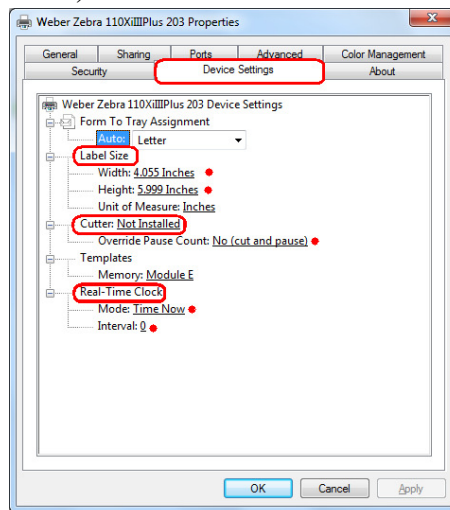 Weber Zebra 110XiIIIPlus 203 Properties
General Sharing Ports Advanced Color Management
Security Device Settings About
Weber Zebra 110XiIIIPlus 203 Device Settings
Form To Tray Assignment
Auto: Letter
Label Size
Width: 4.055 Inches
Height: 5.999 Inches
Unit of Measure: Inches
Cutter: Not Installed
Override Pause Count: No (cut and pause)
Templates
Memory: Module E
Real-Time Clock
Mode: Time Now
Interval: 0
OK Cancel Apply